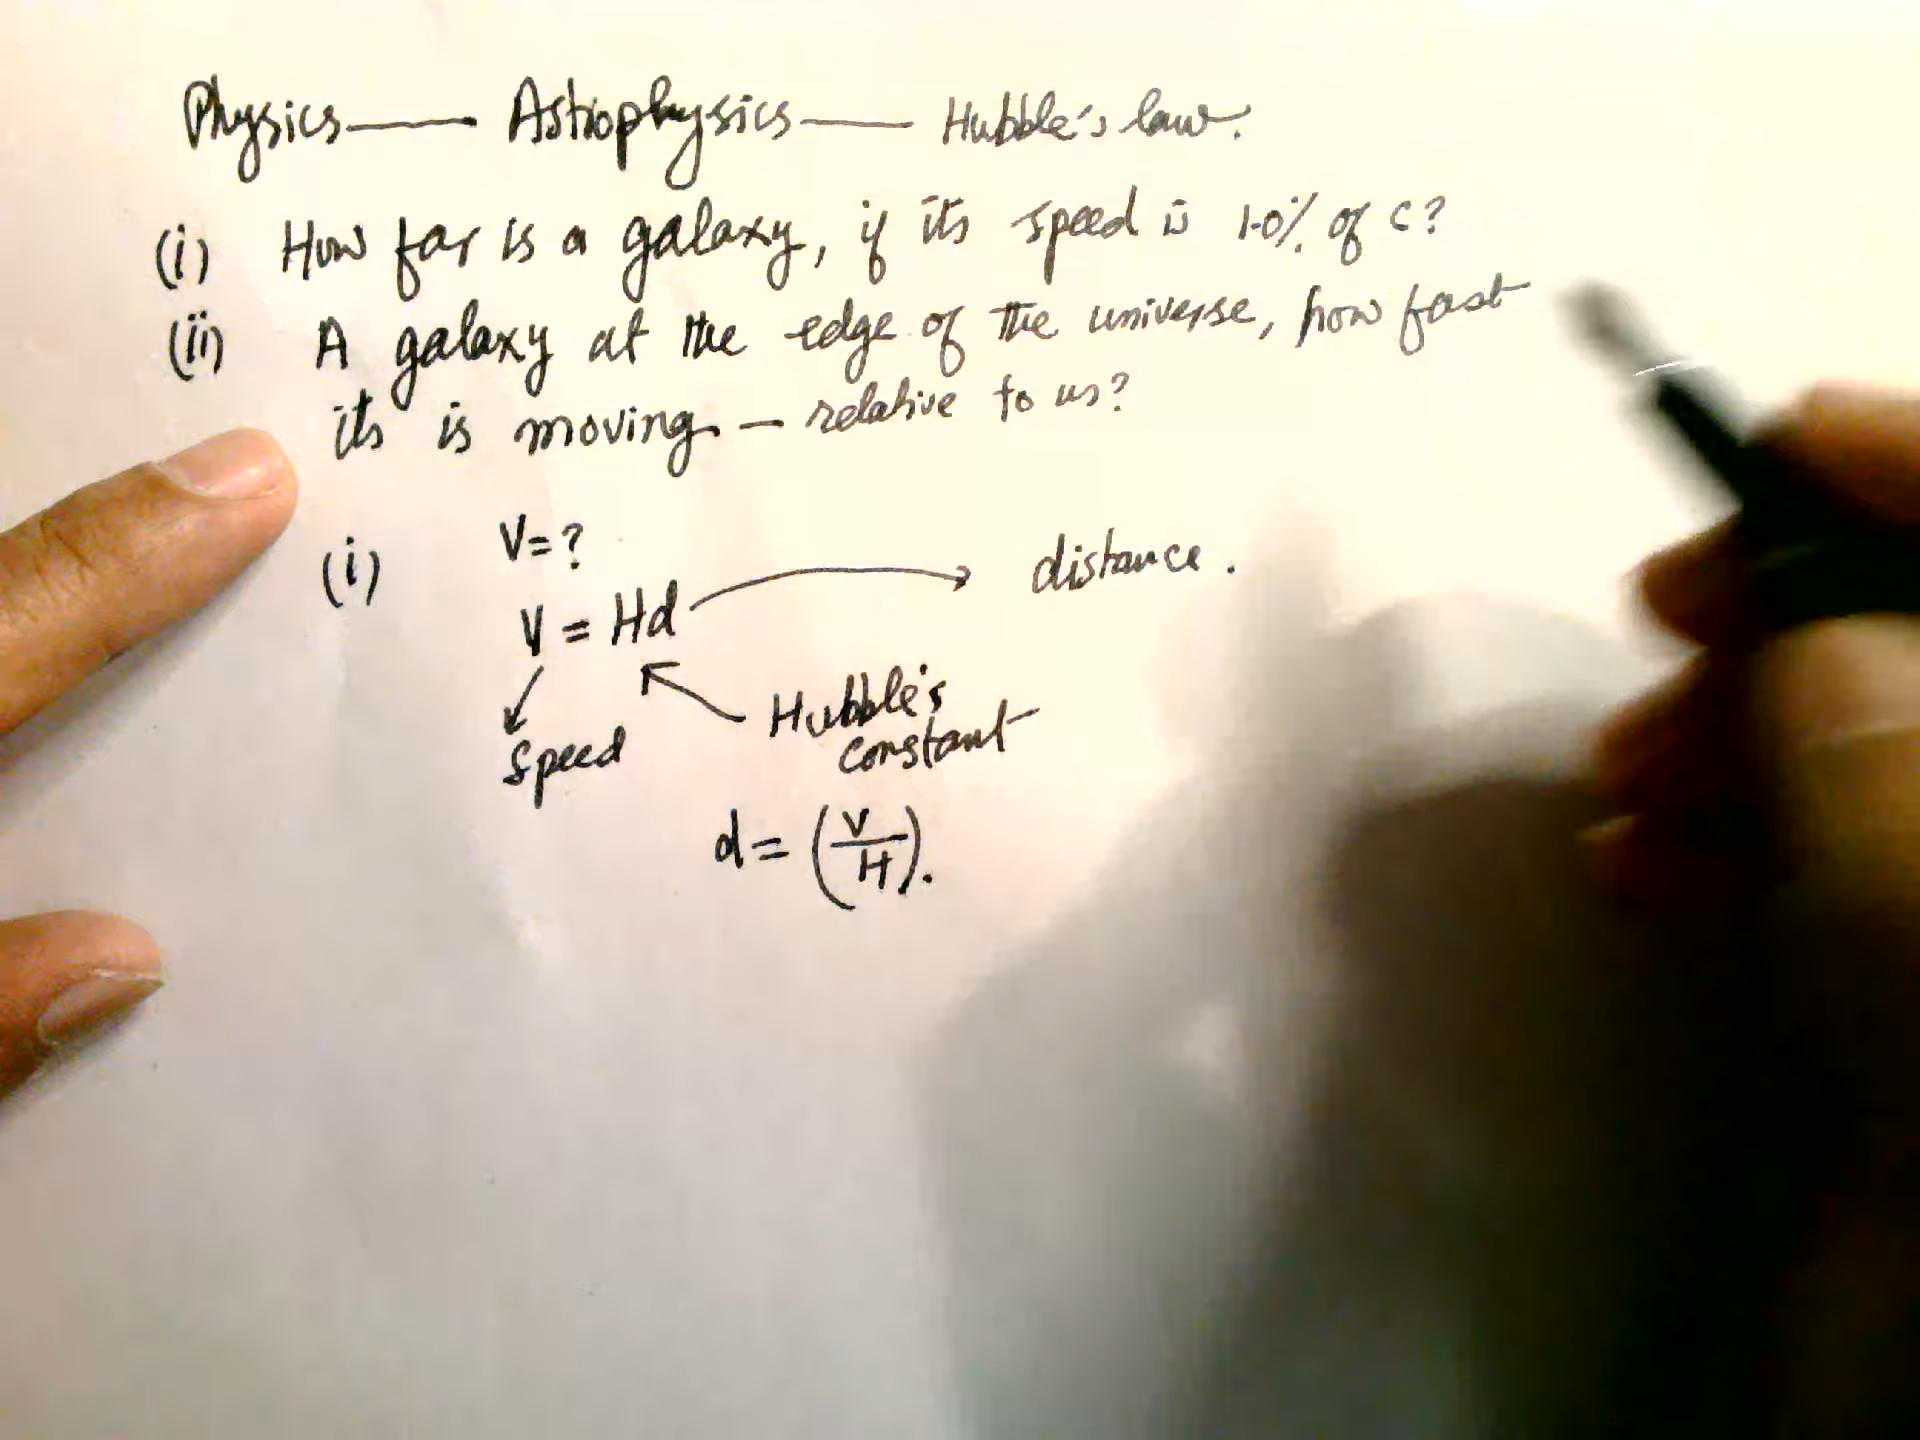 Physics — Astrophysics — Hubble's law.
(i) How far is a galaxy, if its speed is 1.0% of c?
(ii) A galaxy at the edge of the universe, how fast
its is moving — relative to us?
(i) V=?
V = Hd → distance.
Speed
Hubble's
constant
d = (V/H).